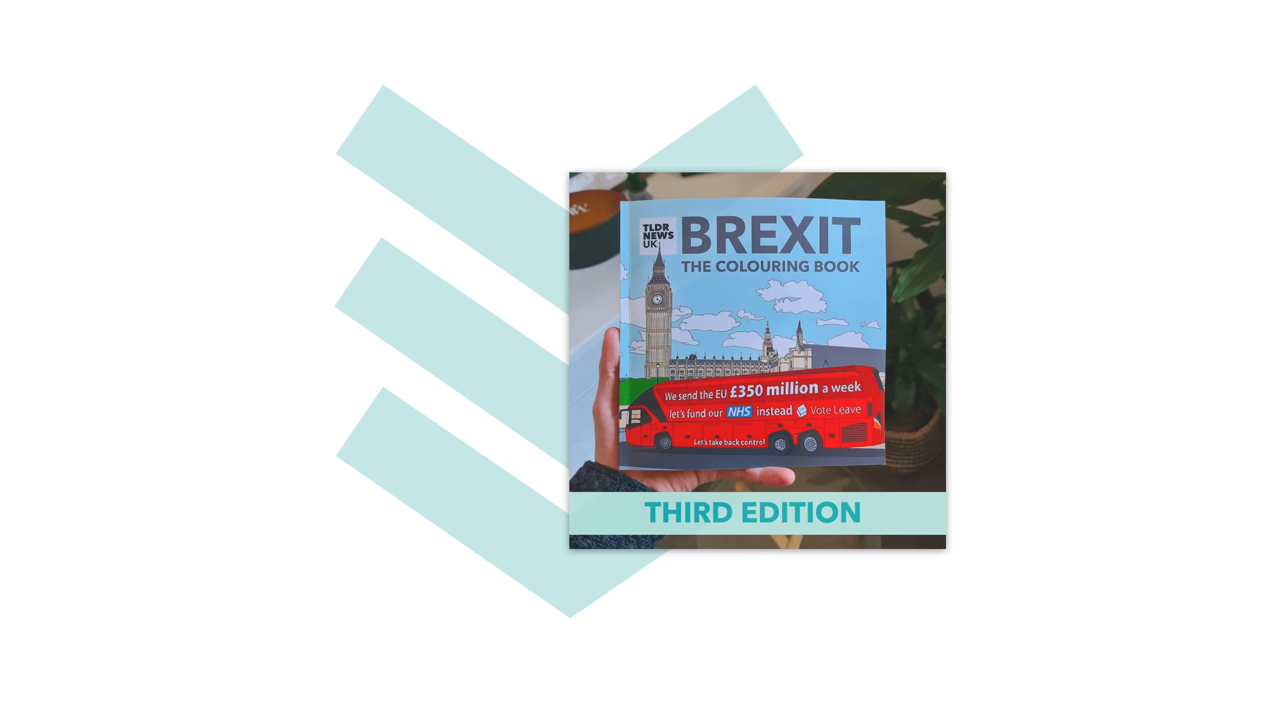 TLDR
NEWS
UK
BREXIT
THE COLOURING BOOK
We send the EU £350 million a week
let's fund our NHS instead Vote Leave
Let's take back control
THIRD EDITION